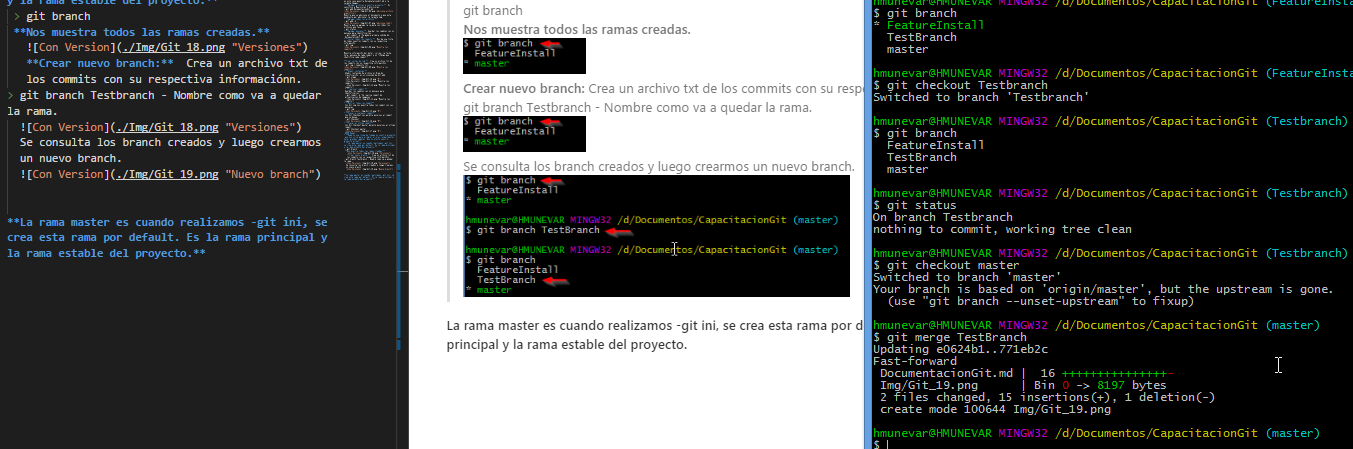 y la rama estable del proyecto.**
> git branch
**Nos muestra todos las ramas creadas.**
![Con Version](./Img/Git 18.png "Versiones")
**Crear nuevo branch:**  Crea un archivo txt de
los commits con su respectiva informaciónn.
> git branch Testbranch - Nombre como va a quedar
la rama.
![Con Version](./Img/Git 18.png "Versiones")
Se consulta los branch creados y luego crearmos
un nuevo branch.
![Con Version](./Img/Git_19.png "Nuevo branch")
**La rama master es cuando realizamos -git ini, se
crea esta rama por default. Es la rama principal y
la rama estable del proyecto.**
git branch
Nos muestra todos las ramas creadas.
$ git branch
FeatureInstall
* master
Crear nuevo branch: Crea un archivo txt de los commits con su respe
git branch Testbranch - Nombre como va a quedar la rama.
$ git branch
FeatureInstall
* master
Se consulta los branch creados y luego crearmos un nuevo branch.
$ git branch
FeatureInstall
* master
hmunevar@HMUNEVAR MINGW32 /d/Documentos/CapacitacionGit (master)
$ git branch TestBranch
hmunevar@HMUNEVAR MINGW32 /d/Documentos/CapacitacionGit (master)
$ git branch
FeatureInstall
TestBranch
* master
La rama master es cuando realizamos -git ini, se crea esta rama por d
principal y la rama estable del proyecto.
hmunevar@HMUNEVAR MINGW32 /d/Documentos/CapacitacionGit (FeatureInsta
$ git branch
* FeatureInstall
TestBranch
master
hmunevar@HMUNEVAR MINGW32 /d/Documentos/CapacitacionGit (FeatureInsta
$ git checkout Testbranch
Switched to branch 'Testbranch'
hmunevar@HMUNEVAR MINGW32 /d/Documentos/CapacitacionGit (Testbranch)
$ git branch
FeatureInstall
TestBranch
master
hmunevar@HMUNEVAR MINGW32 /d/Documentos/CapacitacionGit (Testbranch)
$ git status
On branch Testbranch
nothing to commit, working tree clean
hmunevar@HMUNEVAR MINGW32 /d/Documentos/CapacitacionGit (Testbranch)
$ git checkout master
Switched to branch 'master'
Your branch is based on 'origin/master', but the upstream is gone.
(use "git branch --unset-upstream" to fixup)
hmunevar@HMUNEVAR MINGW32 /d/Documentos/CapacitacionGit (master)
$ git merge TestBranch
Updating e0624b1..771eb2c
Fast-forward
DocumentacionGit.md |  16 +++++++++++++++-
Img/Git_19.png      | Bin 0 -> 8197 bytes
2 files changed, 15 insertions(+), 1 deletion(-)
create mode 100644 Img/Git_19.png
hmunevar@HMUNEVAR MINGW32 /d/Documentos/CapacitacionGit (master)
$